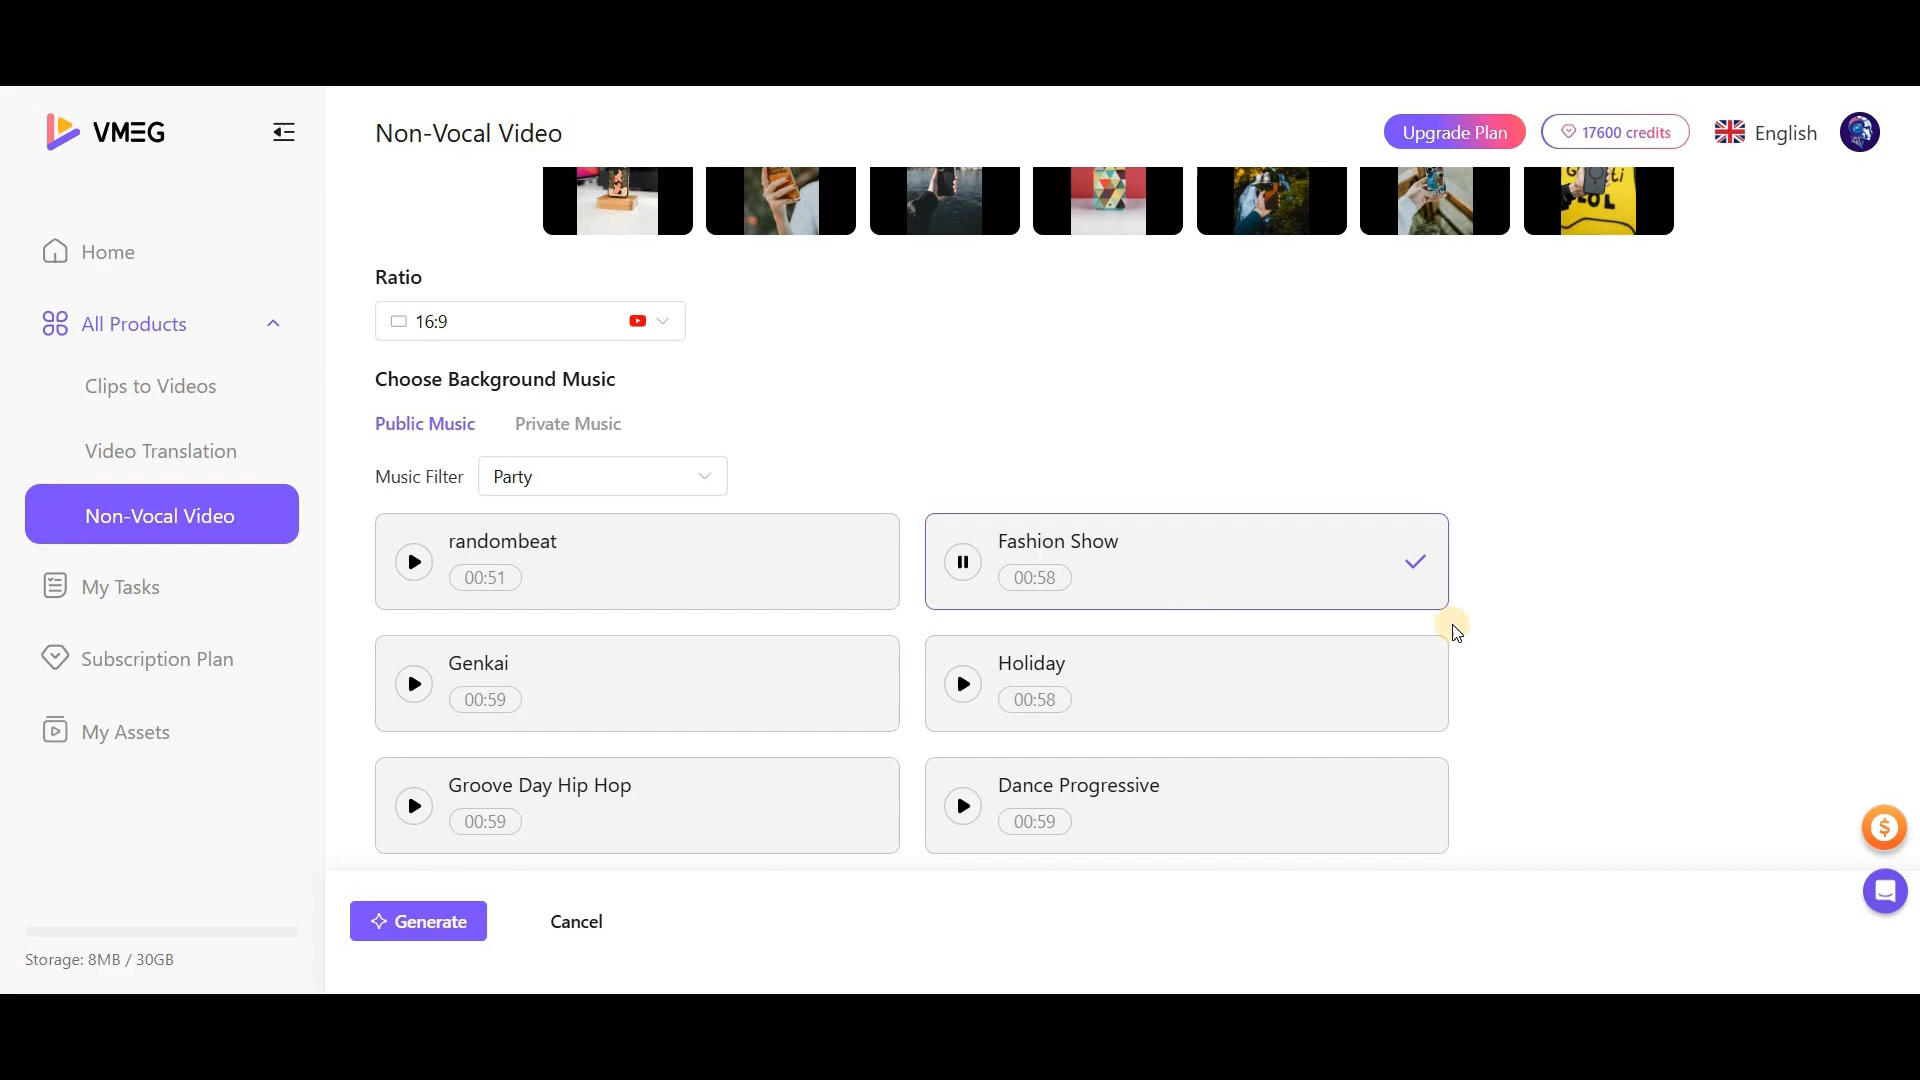 VMEG
Non-Vocal Video
Upgrade Plan
17600 credits
English
Home
All Products
Clips to Videos
Video Translation
Non-Vocal Video
My Tasks
Subscription Plan
My Assets
Storage: 8MB / 30GB
Ratio
16:9
Choose Background Music
Public Music Private Music
Music Filter Party
randombeat
00:51
Fashion Show
00:58
Genkai
00:59
Holiday
00:58
Groove Day Hip Hop
00:59
Dance Progressive
00:59
Generate Cancel